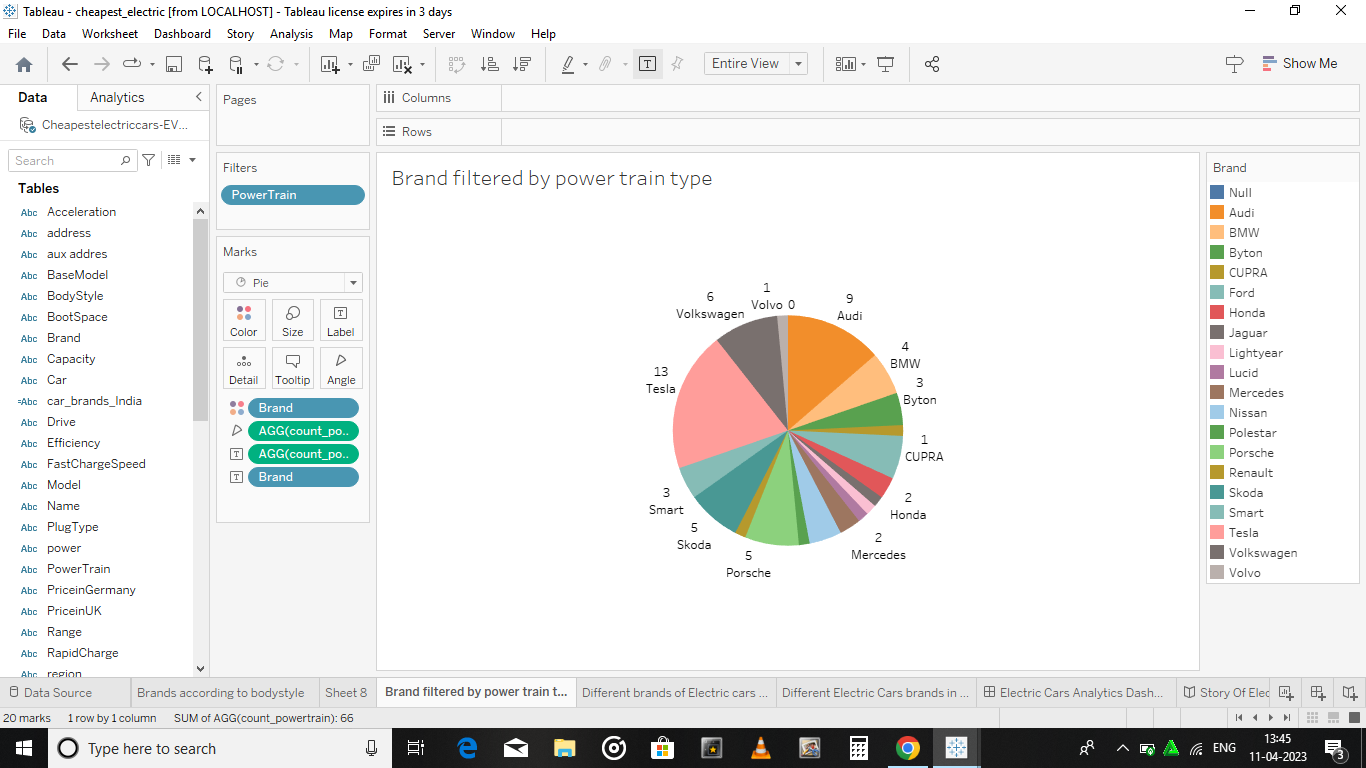 Tableau - cheapest_electric [from LOCALHOST] - Tableau license expires in 3 days
File Data Worksheet Dashboard Story Analysis Map Format Server Window Help
Entire View
Show Me
Data Analytics
Cheapestelectriccars-EV...
Search
Tables
Abc Acceleration
Abc address
Abc aux addres
Abc BaseModel
Abc BodyStyle
Abc BootSpace
Abc Brand
Abc Capacity
Abc Car
=Abc car_brands_India
Abc Drive
Abc Efficiency
Abc FastChargeSpeed
Abc Model
Abc Name
Abc PlugType
Abc power
Abc PowerTrain
Abc PriceinGermany
Abc PriceinUK
Abc Range
Abc RapidCharge
Abc region
Pages
Filters
PowerTrain
Marks
Pie
Color Size Label
Detail Tooltip Angle
Brand
AGG(count_po..
AGG(count_po..
Brand
Columns
Rows
Brand filtered by power train type
0
9
Audi
4
BMW
3
Byton
1
CUPRA
2
Honda
2
Mercedes
5
Porsche
5
Skoda
3
Smart
13
Tesla
6
Volkswagen
1
Volvo
Brand
Null
Audi
BMW
Byton
CUPRA
Ford
Honda
Jaguar
Lightyear
Lucid
Mercedes
Nissan
Polestar
Porsche
Renault
Skoda
Smart
Tesla
Volkswagen
Volvo
Data Source Brands according to bodystyle Sheet 8 Brand filtered by power train t... Different brands of Electric cars ... Different Electric Cars brands in ... Electric Cars Analytics Dash... Story Of Elec
20 marks 1 row by 1 column SUM of AGG(count_powertrain): 66
Type here to search
ENG
13:45
11-04-2023
3